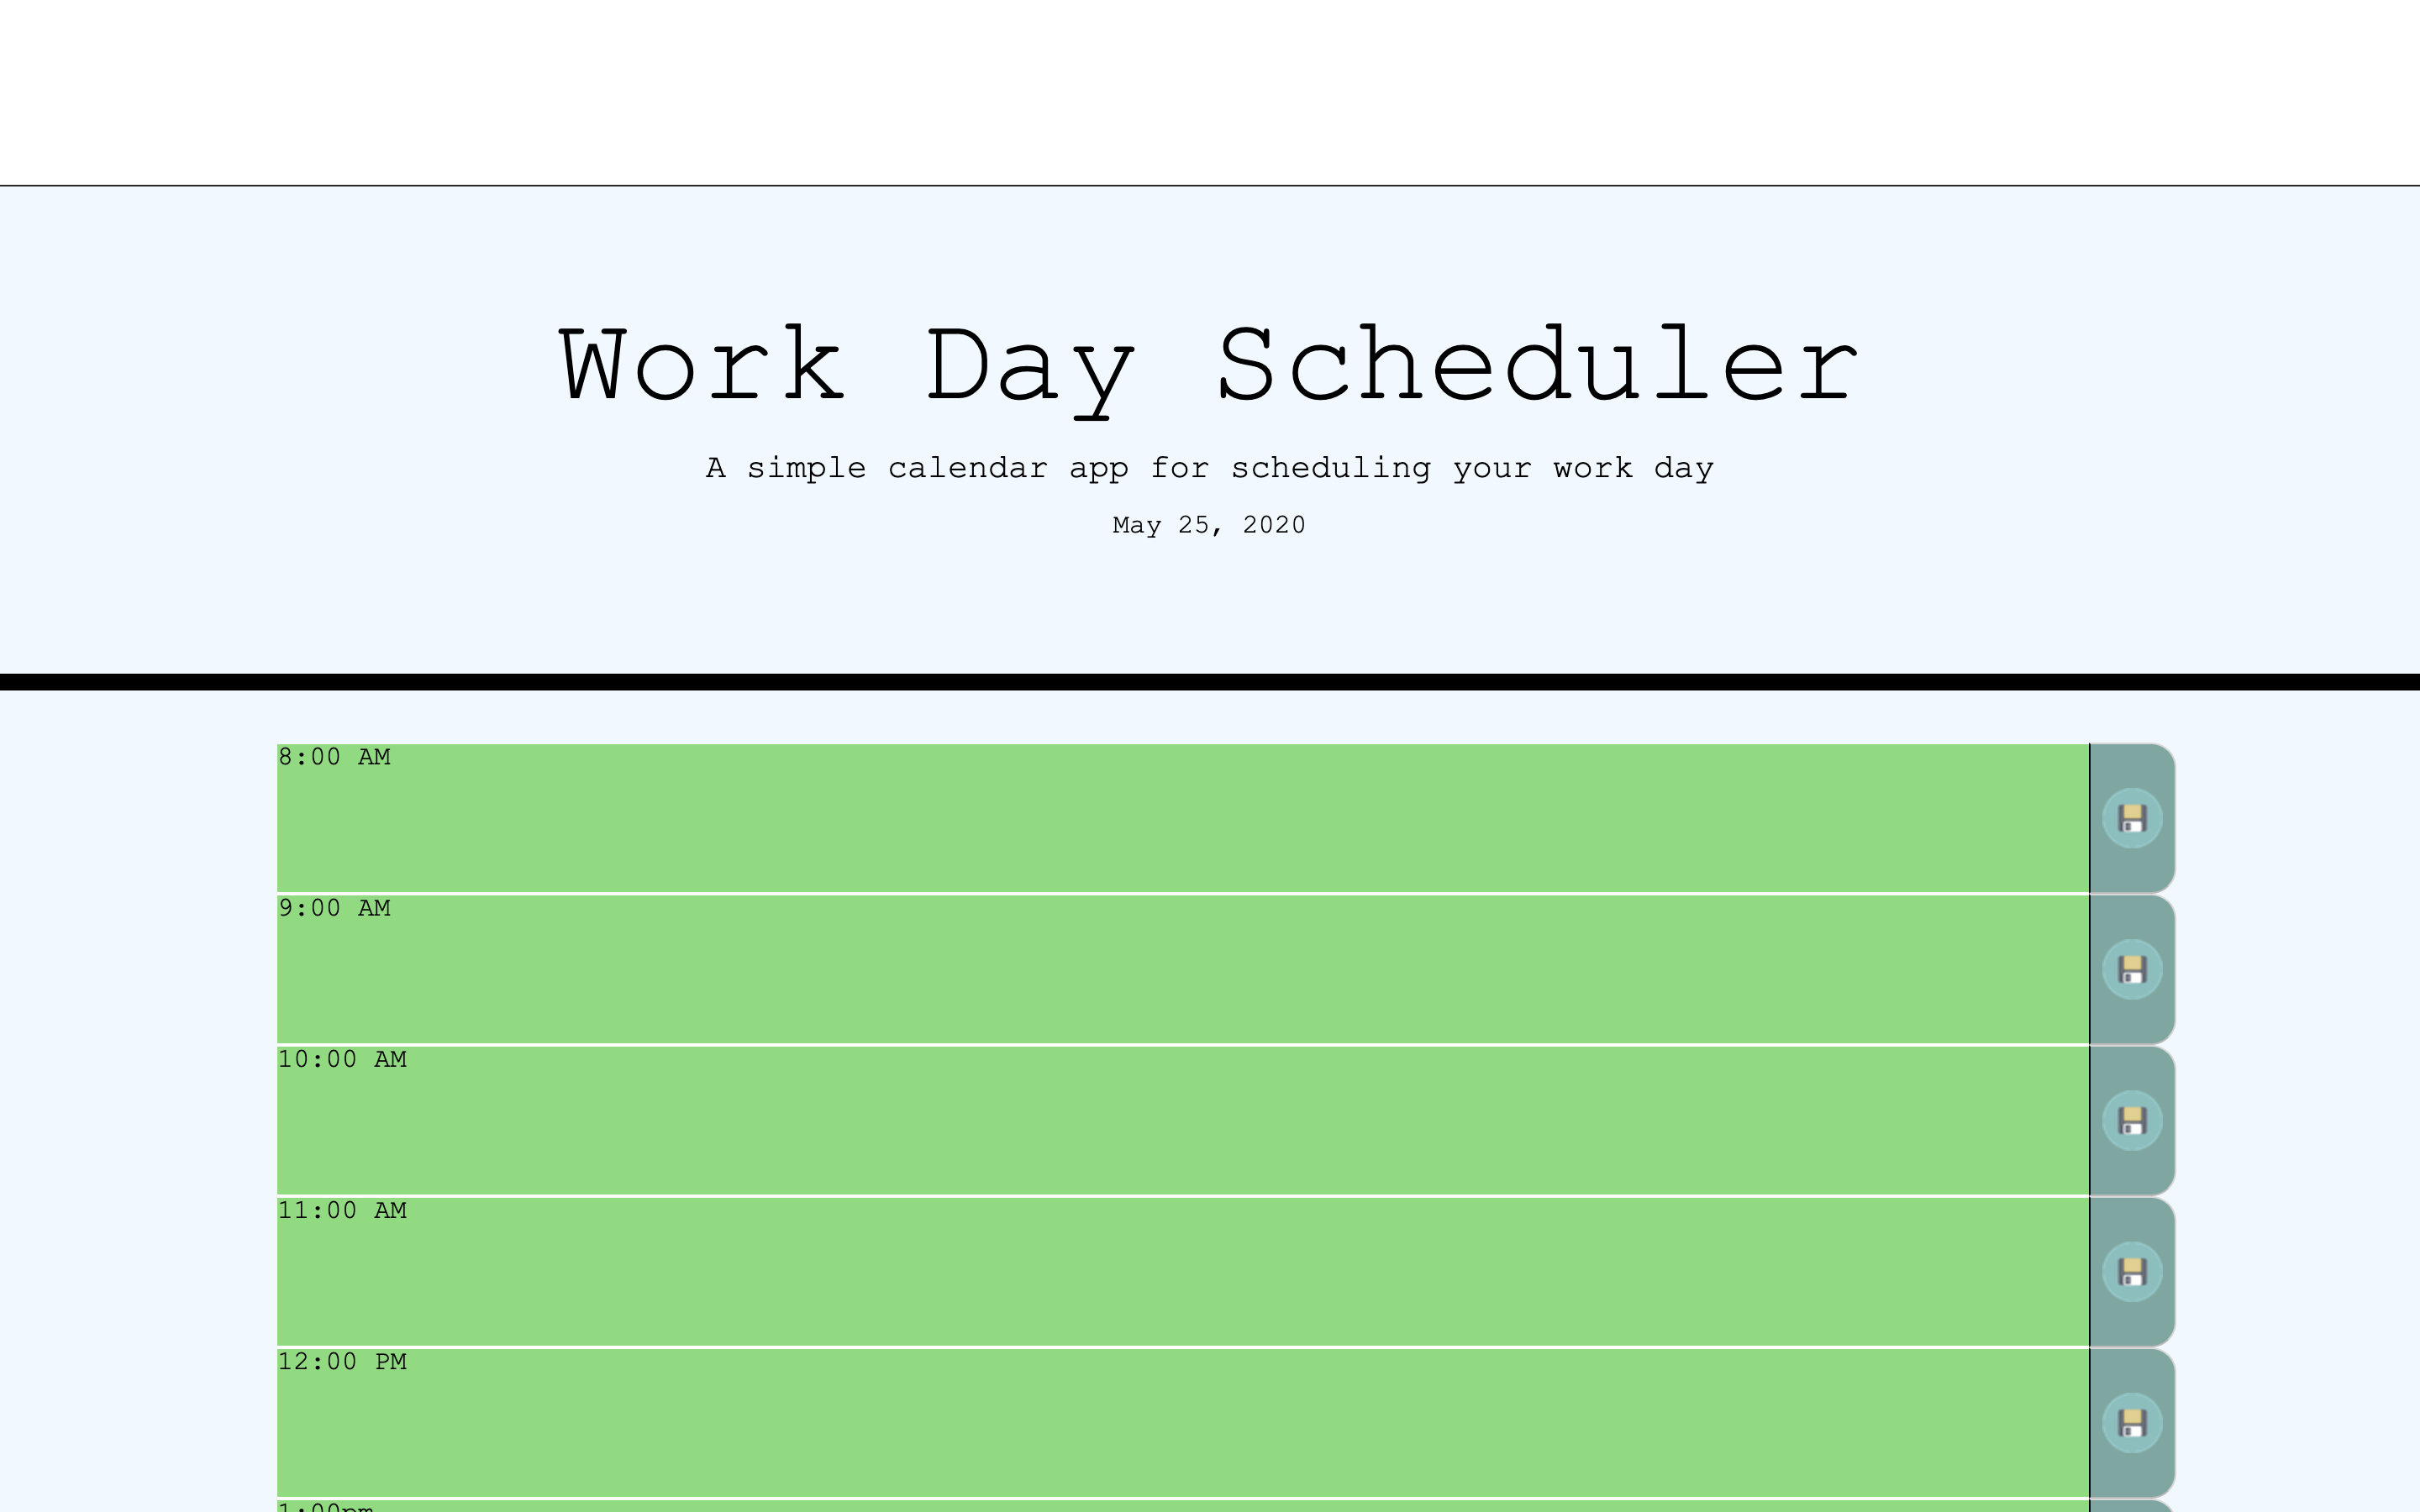 Work Day Scheduler
A simple calendar app for scheduling your work day
May 25, 2020
8:00 AM
9:00 AM
10:00 AM
11:00 AM
12:00 PM
1:00pm